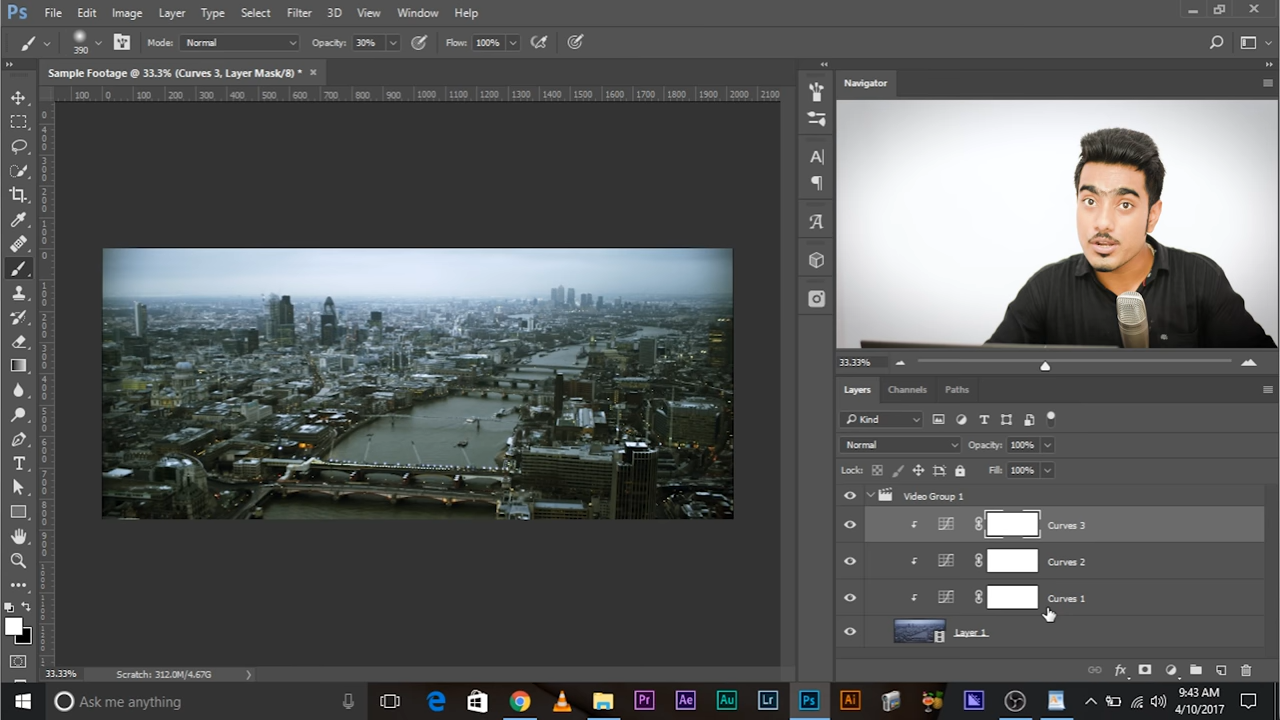 Ps File Edit Image Layer Type Select Filter 3D View Window Help
390 Mode: Normal Opacity: 30% Flow: 100%
Sample Footage @ 33.3% (Curves 3, Layer Mask/8) * ×
Navigator
100 0 100 200 300 400 500 600 700 800 900 1000 1100 1200 1300 1400 1500 1600 1700 1800 1900 2000 2100
33.33%
Layers Channels Paths
Kind
Normal Opacity: 100%
Lock: Fill: 100%
Video Group 1
Curves 3
Curves 2
Curves 1
Layer 1
33.33% Scratch: 312.0M/4.67G
Ask me anything
Pr Ae Au Lr Ps Ai
9:43 AM
4/10/2017